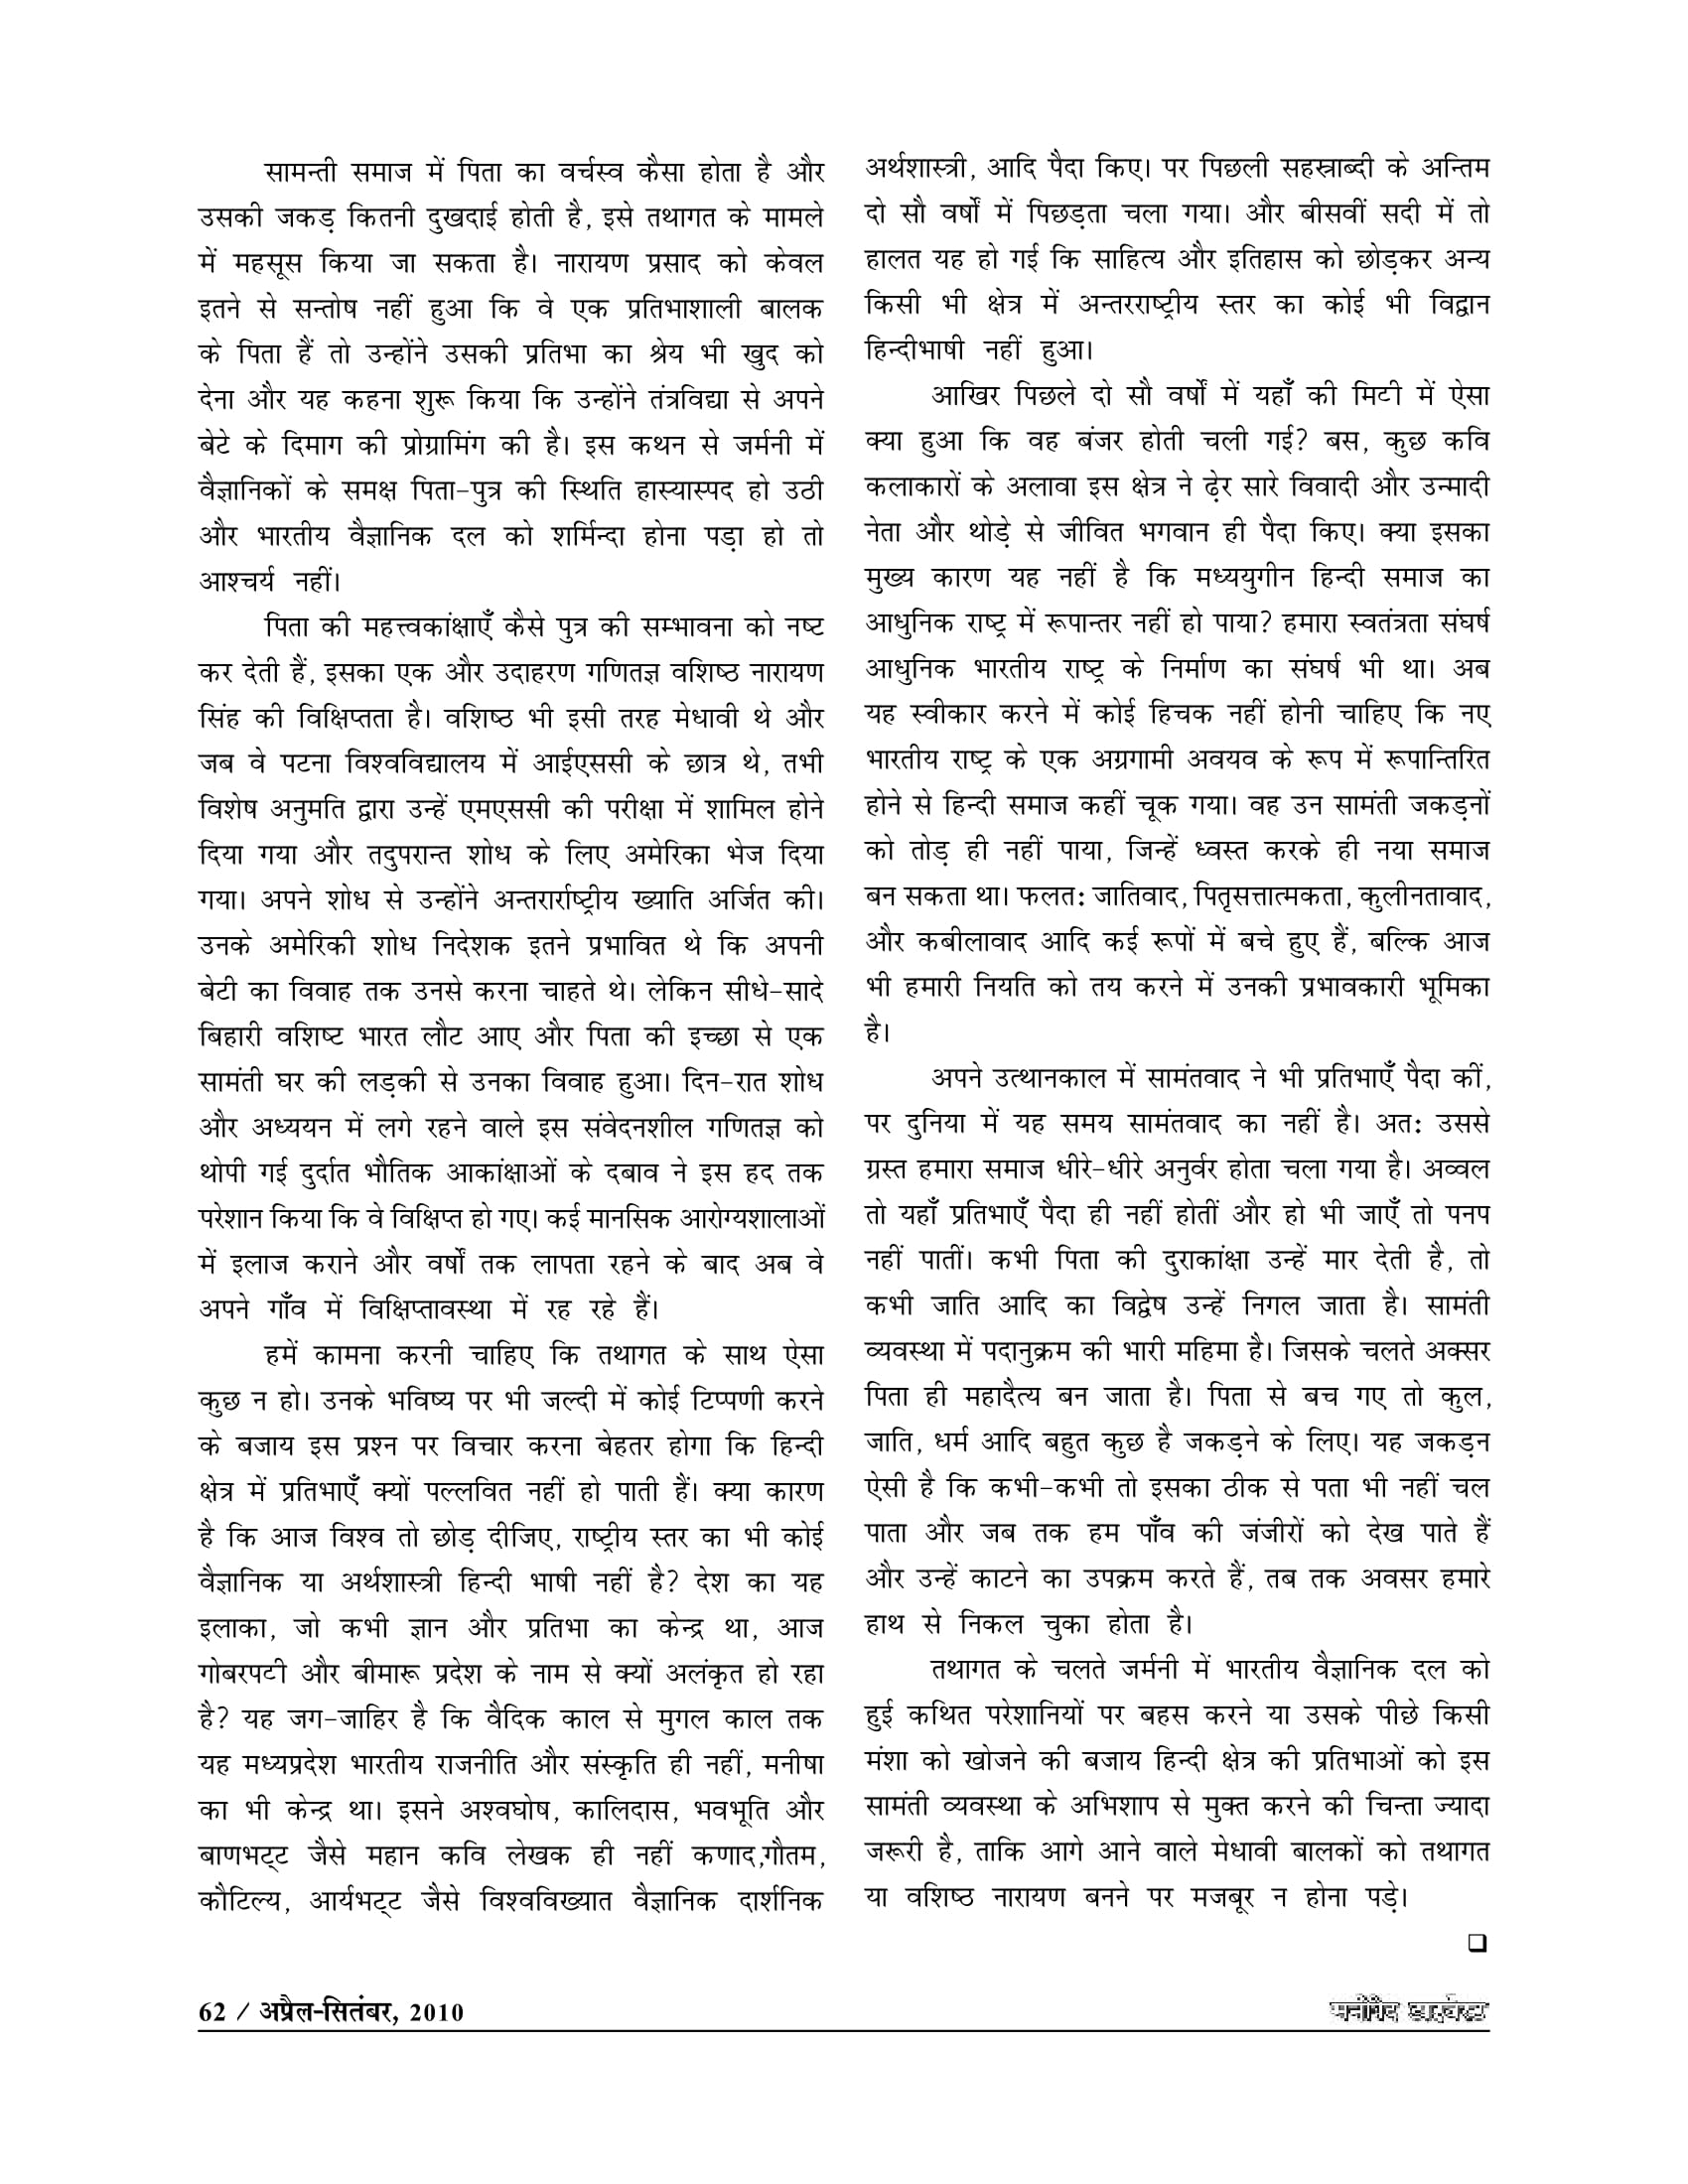 सामन्ती समाज में पिता का वर्चस्व कैसा होता है और
उसकी जकड़ कितनी दुखदाई होती है, इसे तथागत के मामले
में महसूस किया जा सकता है। नारायण प्रसाद को केवल
इतने से सन्तोष नहीं हुआ कि वे एक प्रतिभाशाली बालक
के पिता हैं तो उन्होंने उसकी प्रतिभा का श्रेय भी खुद को
देना और यह कहना शुरू किया कि उन्होंने तंत्रविद्या से अपने
बेटे के दिमाग की प्रोग्रामिंग की है। इस कथन से जर्मनी में
वैज्ञानिकों के समक्ष पिता-पुत्र की स्थिति हास्यास्पद हो उठी
और भारतीय वैज्ञानिक दल को शर्मिन्दा होना पड़ा हो तो
आश्चर्य नहीं।
पिता की महत्त्वकांक्षाएँ कैसे पुत्र की सम्भावना को नष्ट
कर देती हैं, इसका एक और उदाहरण गणितज्ञ वशिष्ठ नारायण
सिंह की विक्षिप्तता है। वशिष्ठ भी इसी तरह मेधावी थे और
जब वे पटना विश्वविद्यालय में आईएससी के छात्र थे, तभी
विशेष अनुमति द्वारा उन्हें एमएससी की परीक्षा में शामिल होने
दिया गया और तदुपरान्त शोध के लिए अमेरिका भेज दिया
गया। अपने शोध से उन्होंने अन्तरार्राष्ट्रीय ख्याति अर्जित की।
उनके अमेरिकी शोध निदेशक इतने प्रभावित थे कि अपनी
बेटी का विवाह तक उनसे करना चाहते थे। लेकिन सीधे-सादे
बिहारी वशिष्ट भारत लौट आए और पिता की इच्छा से एक
सामंती घर की लड़की से उनका विवाह हुआ। दिन-रात शोध
और अध्ययन में लगे रहने वाले इस संवेदनशील गणितज्ञ को
थोपी गई दुर्दात भौतिक आकांक्षाओं के दबाव ने इस हद तक
परेशान किया कि वे विक्षिप्त हो गए। कई मानसिक आरोग्यशालाओं
में इलाज कराने और वर्षों तक लापता रहने के बाद अब वे
अपने गाँव में विक्षिप्तावस्था में रह रहे हैं।
हमें कामना करनी चाहिए कि तथागत के साथ ऐसा
कुछ न हो। उनके भविष्य पर भी जल्दी में कोई टिप्पणी करने
के बजाय इस प्रश्न पर विचार करना बेहतर होगा कि हिन्दी
क्षेत्र में प्रतिभाएँ क्यों पल्लवित नहीं हो पाती हैं। क्या कारण
है कि आज विश्व तो छोड़ दीजिए, राष्ट्रीय स्तर का भी कोई
वैज्ञानिक या अर्थशास्त्री हिन्दी भाषी नहीं है? देश का यह
इलाका, जो कभी ज्ञान और प्रतिभा का केन्द्र था, आज
गोबरपटी और बीमारू प्रदेश के नाम से क्यों अलंकृत हो रहा
है? यह जग-जाहिर है कि वैदिक काल से मुगल काल तक
यह मध्यप्रदेश भारतीय राजनीति और संस्कृति ही नहीं, मनीषा
का भी केन्द्र था। इसने अश्वघोष, कालिदास, भवभूति और
बाणभट्ट जैसे महान कवि लेखक ही नहीं कणाद,गौतम,
कौटिल्य, आर्यभट्ट जैसे विश्वविख्यात वैज्ञानिक दार्शनिक
अर्थशास्त्री, आदि पैदा किए। पर पिछली सहस्राब्दी के अन्तिम
दो सौ वर्षों में पिछड़ता चला गया। और बीसवीं सदी में तो
हालत यह हो गई कि साहित्य और इतिहास को छोड़कर अन्य
किसी भी क्षेत्र में अन्तरराष्ट्रीय स्तर का कोई भी विद्वान
हिन्दीभाषी नहीं हुआ।
आखिर पिछले दो सौ वर्षों में यहाँ की मिटी में ऐसा
क्या हुआ कि वह बंजर होती चली गई? बस, कुछ कवि
कलाकारों के अलावा इस क्षेत्र ने ढ़ेर सारे विवादी और उन्मादी
नेता और थोड़े से जीवित भगवान ही पैदा किए। क्या इसका
मुख्य कारण यह नहीं है कि मध्ययुगीन हिन्दी समाज का
आधुनिक राष्ट्र में रूपान्तर नहीं हो पाया? हमारा स्वतंत्रता संघर्ष
आधुनिक भारतीय राष्ट्र के निर्माण का संघर्ष भी था। अब
यह स्वीकार करने में कोई हिचक नहीं होनी चाहिए कि नए
भारतीय राष्ट्र के एक अग्रगामी अवयव के रूप में रूपान्तिरित
होने से हिन्दी समाज कहीं चूक गया। वह उन सामंती जकड़नों
को तोड़ ही नहीं पाया, जिन्हें ध्वस्त करके ही नया समाज
बन सकता था। फलतः जातिवाद, पितृसत्तात्मकता, कुलीनतावाद,
और कबीलावाद आदि कई रूपों में बचे हुए हैं, बल्कि आज
भी हमारी नियति को तय करने में उनकी प्रभावकारी भूमिका
है।
अपने उत्थानकाल में सामंतवाद ने भी प्रतिभाएँ पैदा कीं,
पर दुनिया में यह समय सामंतवाद का नहीं है। अतः उससे
ग्रस्त हमारा समाज धीरे-धीरे अनुर्वर होता चला गया है। अव्वल
तो यहाँ प्रतिभाएँ पैदा ही नहीं होतीं और हो भी जाएँ तो पनप
नहीं पातीं। कभी पिता की दुराकांक्षा उन्हें मार देती है, तो
कभी जाति आदि का विद्वेष उन्हें निगल जाता है। सामंती
व्यवस्था में पदानुक्रम की भारी महिमा है। जिसके चलते अक्सर
पिता ही महादैत्य बन जाता है। पिता से बच गए तो कुल,
जाति, धर्म आदि बहुत कुछ है जकड़ने के लिए। यह जकड़न
ऐसी है कि कभी-कभी तो इसका ठीक से पता भी नहीं चल
पाता और जब तक हम पाँव की जंजीरों को देख पाते हैं
और उन्हें काटने का उपक्रम करते हैं, तब तक अवसर हमारे
हाथ से निकल चुका होता है।
तथागत के चलते जर्मनी में भारतीय वैज्ञानिक दल को
हुई कथित परेशानियों पर बहस करने या उसके पीछे किसी
मंशा को खोजने की बजाय हिन्दी क्षेत्र की प्रतिभाओं को इस
सामंती व्यवस्था के अभिशाप से मुक्त करने की चिन्ता ज्यादा
जरूरी है, ताकि आगे आने वाले मेधावी बालकों को तथागत
या वशिष्ठ नारायण बनने पर मजबूर न होना पड़े।
62 / अप्रैल-सितंबर, 2010